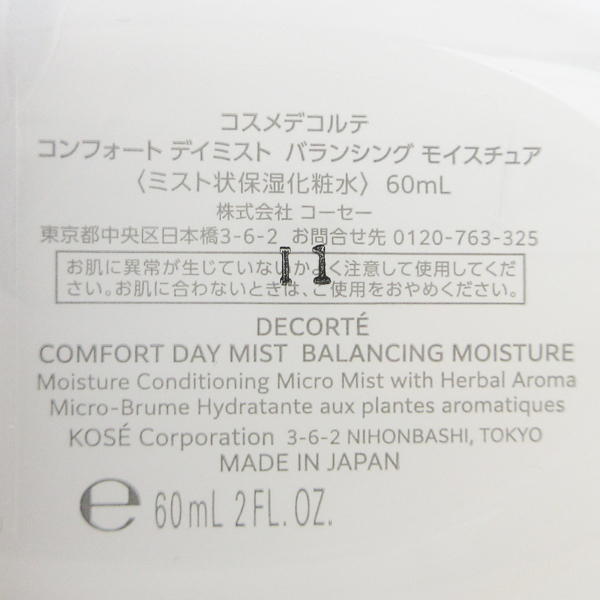 コスメデコルテ
コンフォート デイミスト バランシング モイスチュア
〈ミスト状保湿化粧水〉 60mL
株式会社 コーセー
東京都中央区日本橋3-6-2 お問合せ先 0120-763-325
お肌に異常が生じていないかよく注意して使用してくだ
さい。お肌に合わないときは、ご使用をおやめください。
11
DECORTÉ
COMFORT DAY MIST BALANCING MOISTURE
Moisture Conditioning Micro Mist with Herbal Aroma
Micro-Brume Hydratante aux plantes aromatiques
KOSÉ Corporation 3-6-2 NIHONBASHI, TOKYO
MADE IN JAPAN
℮ 60mL 2FL.OZ.